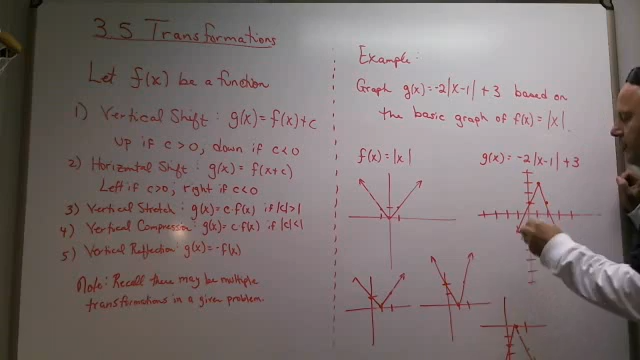 3.5 Transformations
Let f(x) be a function
1) Vertical Shift: g(x) = f(x)+c
up if c>0, down if c<0
2) Horizontal Shift: g(x) = f(x+c)
Left if c>0; right if c<0
3) Vertical Stretch: g(x) = c·f(x) if |c|>1
4) Vertical Compression: g(x) = c·f(x) if |c|<1
5) Vertical Reflection g(x) = -f(x)
Note: Recall there may be multiple
transformations in a given problem.
Example:
Graph g(x) = -2|x-1| + 3 based on
the basic graph of f(x) = |x|.
f(x) = |x|
g(x) = -2|x-1| + 3